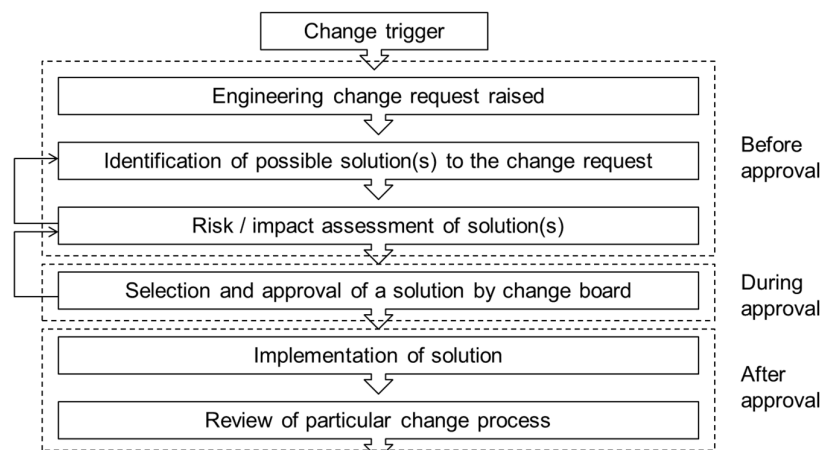 Change trigger
Engineering change request raised
Identification of possible solution(s) to the change request
Before
approval
Risk / impact assessment of solution(s)
Selection and approval of a solution by change board
During
approval
Implementation of solution
After
approval
Review of particular change process